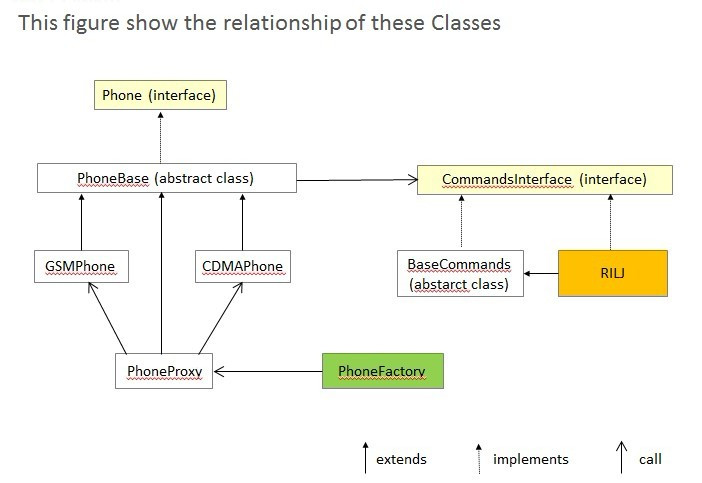 This figure show the relationship of these Classes
Phone (interface)
PhoneBase (abstract class)
CommandsInterface (interface)
GSMPhone
CDMAPhone
BaseCommands
(abstarct class)
RILJ
PhoneProxy
PhoneFactory
extends
implements
call